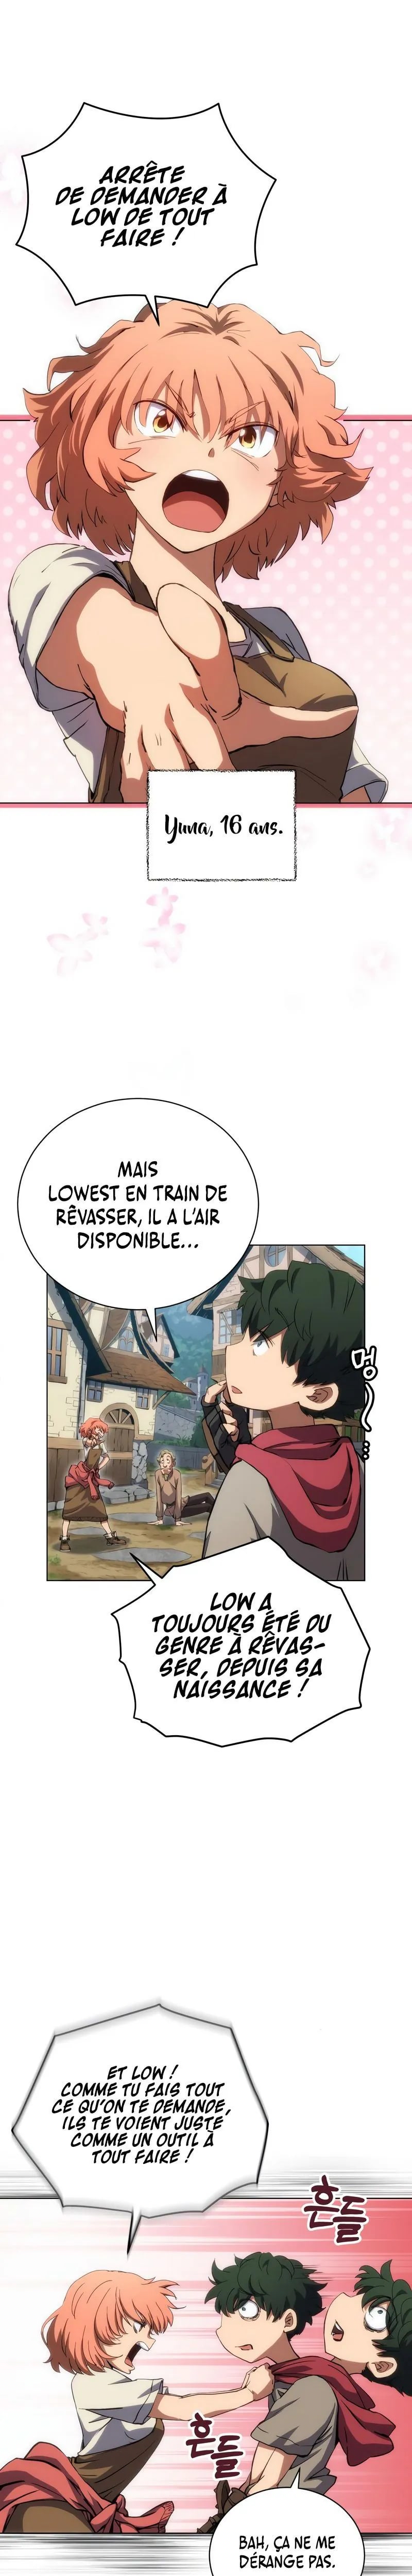 ARRÊTE
DE DEMANDER À
LOW DE TOUT
FAIRE !
Yuna, 16 ans.
MAIS
LOWEST EN TRAIN DE
RÊVASSER, IL A L'AIR
DISPONIBLE...
멍~...
LOW A
TOUJOURS ÉTÉ DU
GENRE À RÊVAS-
SER, DEPUIS SA
NAISSANCE !
ET LOW !
COMME TU FAIS TOUT
CE QU'ON TE DEMANDE,
ILS TE VOIENT JUSTE
COMME UN OUTIL À
TOUT FAIRE !
흔들
흔들
BAH, ÇA NE ME
DÉRANGE PAS.